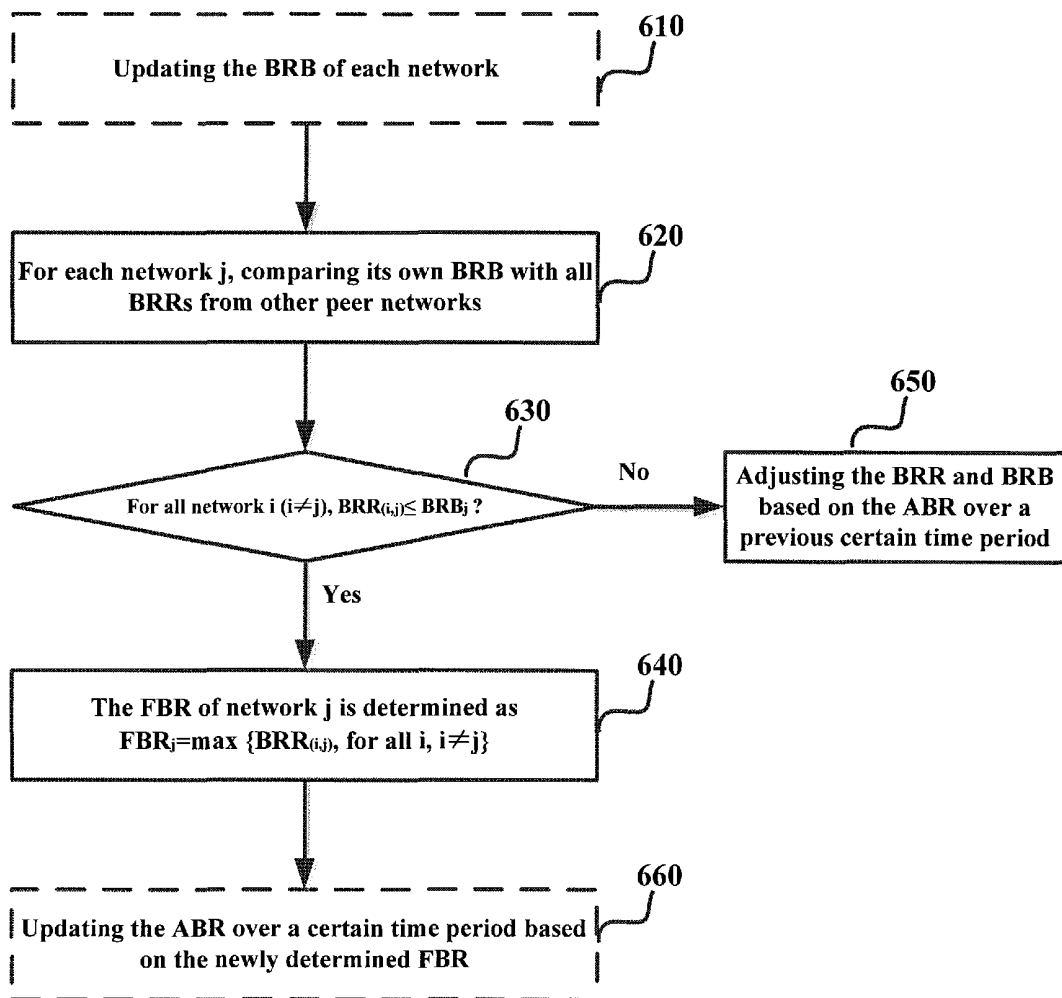 610
Updating the BRB of each network
620
For each network j, comparing its own BRB with all
BRRs from other peer networks
630
For all network i (i≠j), BRR(i,j)≤ BRBj ?
No
650
Adjusting the BRR and BRB
based on the ABR over a
previous certain time period
Yes
640
The FBR of network j is determined as
FBRj=max {BRR(i,j), for all i, i≠j}
660
Updating the ABR over a certain time period based
on the newly determined FBR